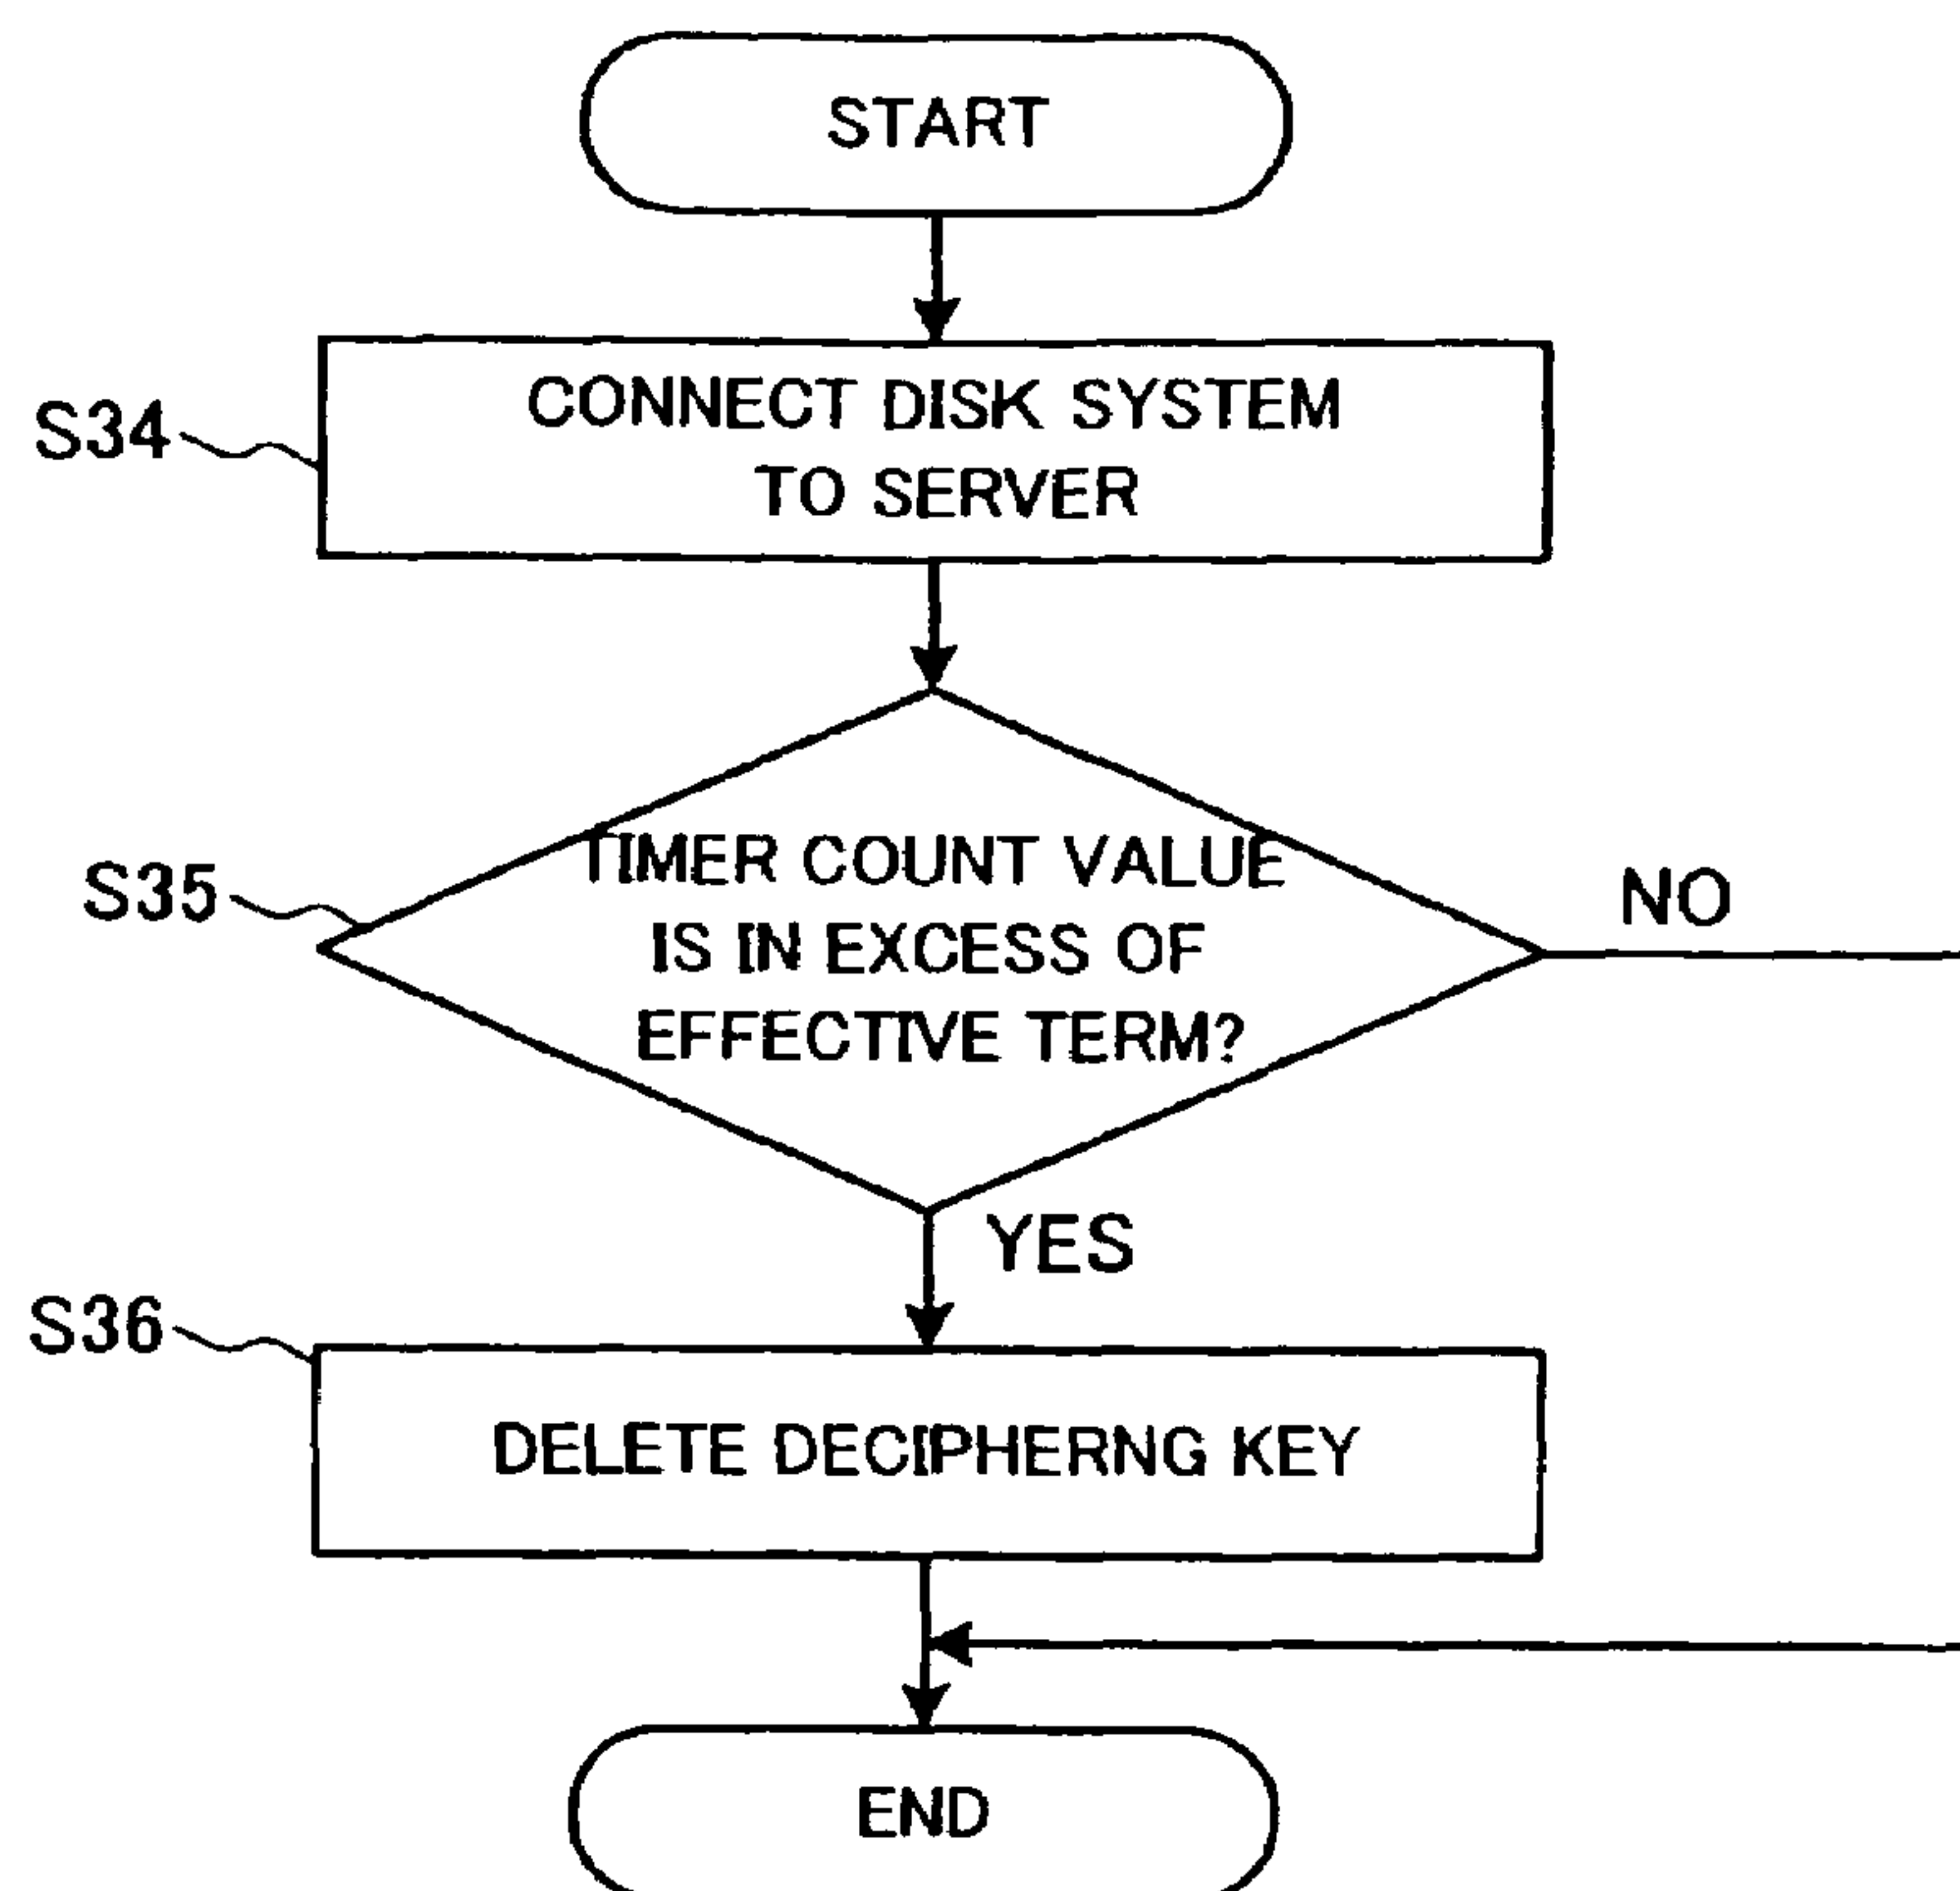 START
S34
CONNECT DISK SYSTEM
TO SERVER
S35
TIMER COUNT VALUE
IS IN EXCESS OF
EFFECTIVE TERM?
NO
YES
S36
DELETE DECIPHERNG KEY
END